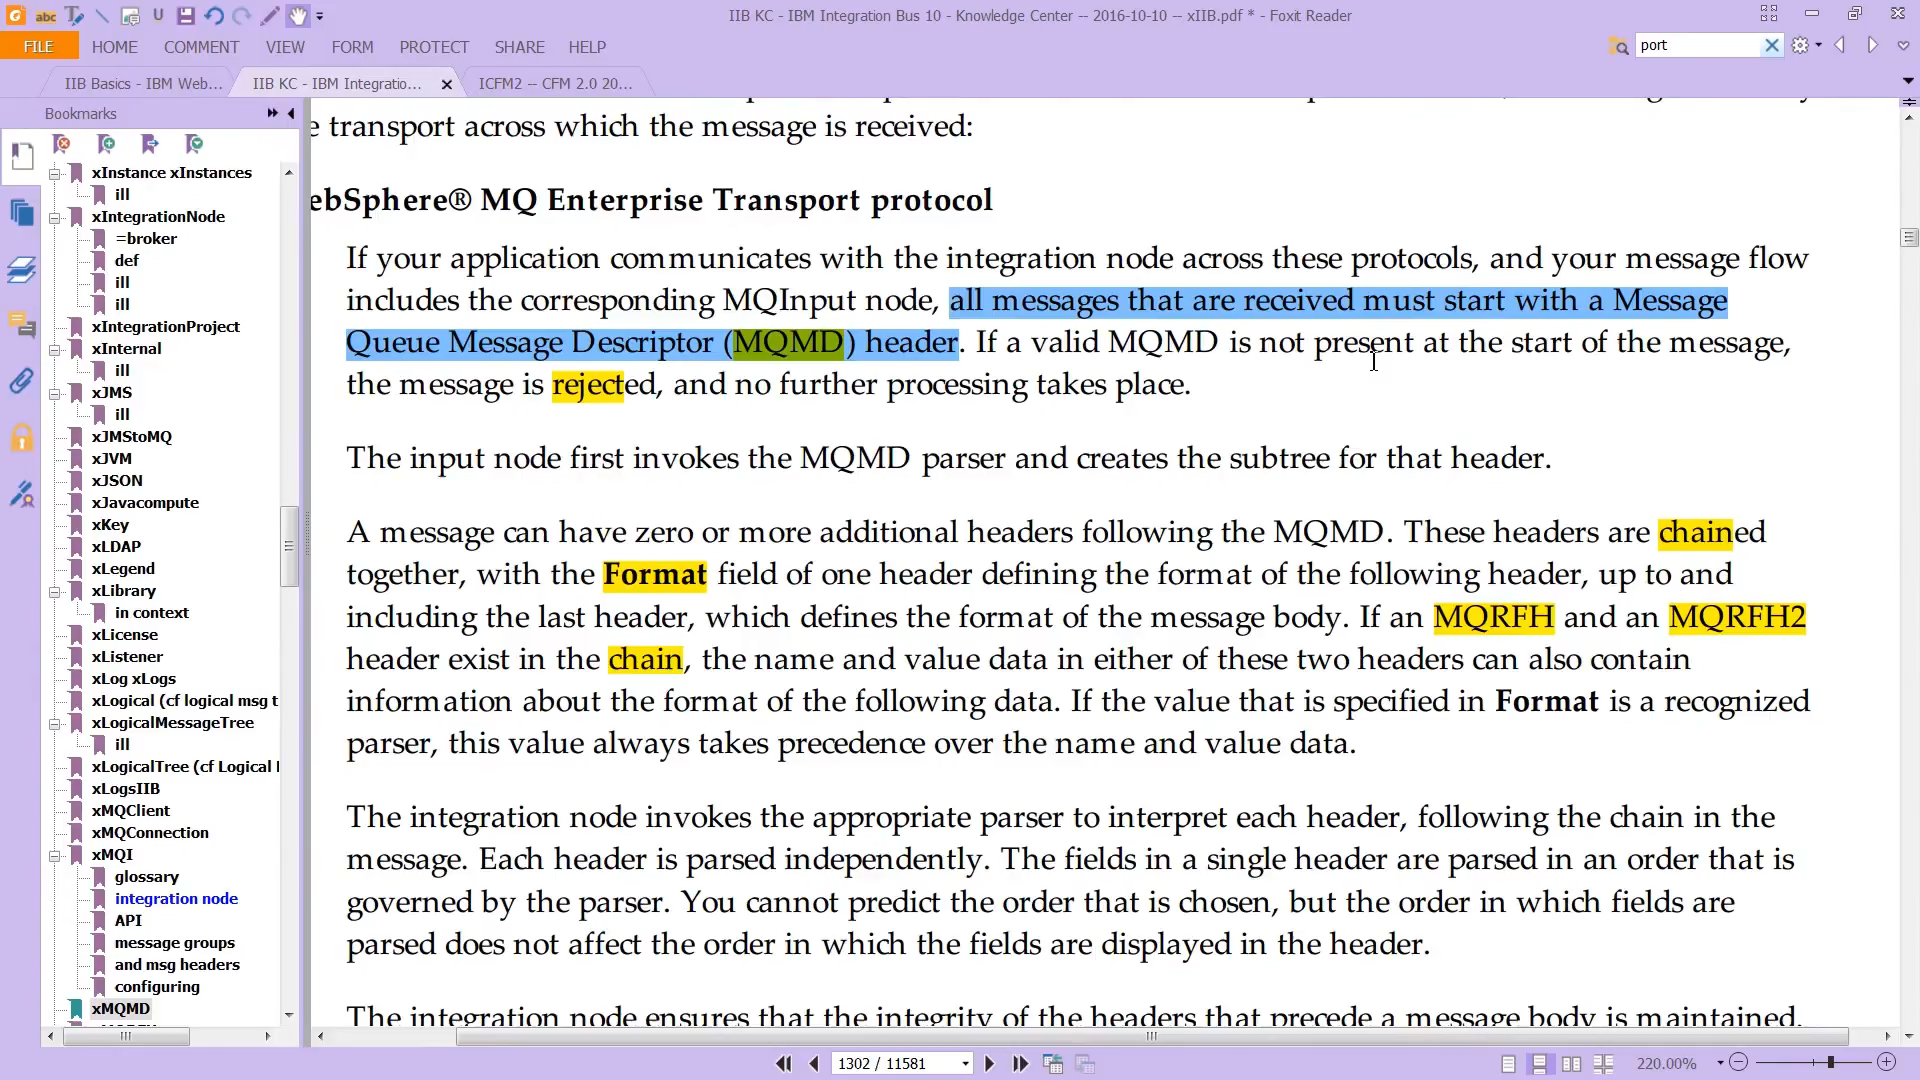 IIB KC - IBM Integration Bus 10 - Knowledge Center -- 2016-10-10 -- xIIB.pdf * - Foxit Reader
FILE HOME COMMENT VIEW FORM PROTECT SHARE HELP
port
IIB Basics - IBM Web... IIB KC - IBM Integratio... ICFM2 -- CFM 2.0 20...
Bookmarks
xInstance xInstances
ill
xIntegrationNode
=broker
def
ill
ill
xIntegrationProject
xInternal
ill
xJMS
ill
xJMStoMQ
xJVM
xJSON
xJavacompute
xKey
xLDAP
xLegend
xLibrary
in context
xLicense
xListener
xLog xLogs
xLogical (cf logical msg t
xLogicalMessageTree
ill
xLogicalTree (cf Logical
xLogsIIB
xMQClient
xMQConnection
xMQI
glossary
integration node
API
message groups
and msg headers
configuring
xMQMD
e transport across which the message is received:
ebSphere® MQ Enterprise Transport protocol
If your application communicates with the integration node across these protocols, and your message flow
includes the corresponding MQInput node, all messages that are received must start with a Message
Queue Message Descriptor (MQMD) header. If a valid MQMD is not present at the start of the message,
the message is rejected, and no further processing takes place.
The input node first invokes the MQMD parser and creates the subtree for that header.
A message can have zero or more additional headers following the MQMD. These headers are chained
together, with the Format field of one header defining the format of the following header, up to and
including the last header, which defines the format of the message body. If an MQRFH and an MQRFH2
header exist in the chain, the name and value data in either of these two headers can also contain
information about the format of the following data. If the value that is specified in Format is a recognized
parser, this value always takes precedence over the name and value data.
The integration node invokes the appropriate parser to interpret each header, following the chain in the
message. Each header is parsed independently. The fields in a single header are parsed in an order that is
governed by the parser. You cannot predict the order that is chosen, but the order in which fields are
parsed does not affect the order in which the fields are displayed in the header.
The integration node ensures that the integrity of the headers that precede a message body is maintained.
1302 / 11581
220.00%